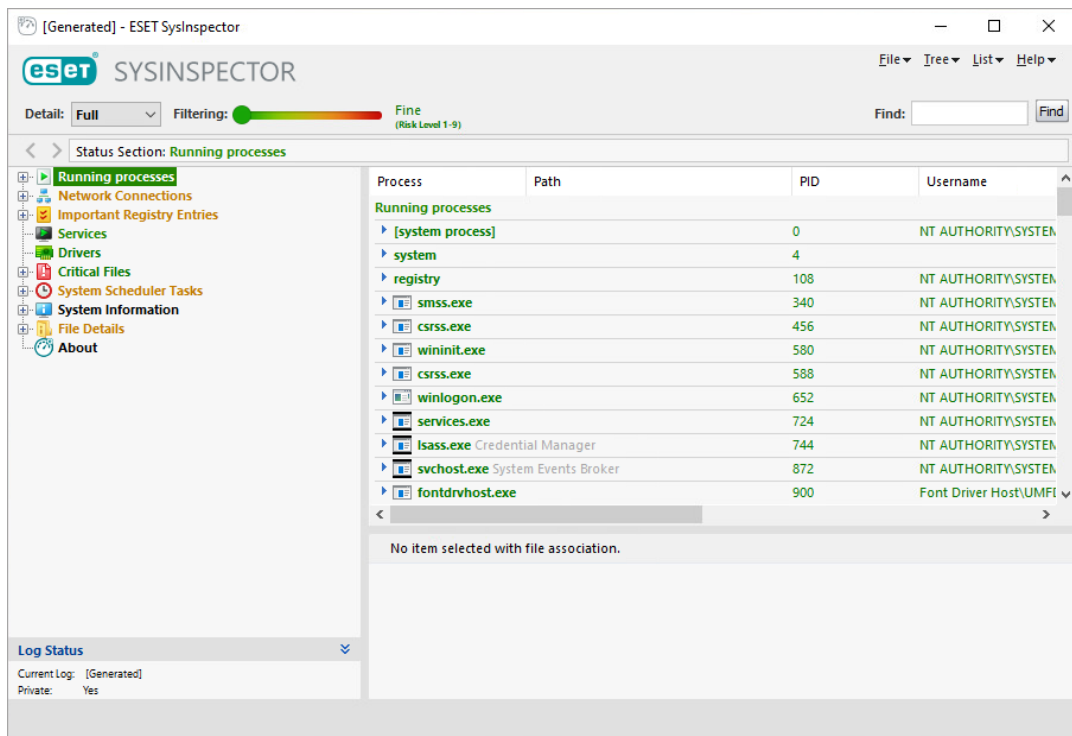 [Generated] - ESET SysInspector
eset® SYSINSPECTOR
File Tree List Help
Detail: Full Filtering: Fine (Risk Level 1-9) Find: Find
Status Section: Running processes
Running processes
Network Connections
Important Registry Entries
Services
Drivers
Critical Files
System Scheduler Tasks
System Information
File Details
About
Process Path PID Username
Running processes
[system process] 0 NT AUTHORITY\SYSTEM
system 4
registry 108 NT AUTHORITY\SYSTEM
smss.exe 340 NT AUTHORITY\SYSTEM
csrss.exe 456 NT AUTHORITY\SYSTEM
wininit.exe 580 NT AUTHORITY\SYSTEM
csrss.exe 588 NT AUTHORITY\SYSTEM
winlogon.exe 652 NT AUTHORITY\SYSTEM
services.exe 724 NT AUTHORITY\SYSTEM
lsass.exe Credential Manager 744 NT AUTHORITY\SYSTEM
svchost.exe System Events Broker 872 NT AUTHORITY\SYSTEM
fontdrvhost.exe 900 Font Driver Host\UMFD
No item selected with file association.
Log Status
Current Log: [Generated]
Private: Yes